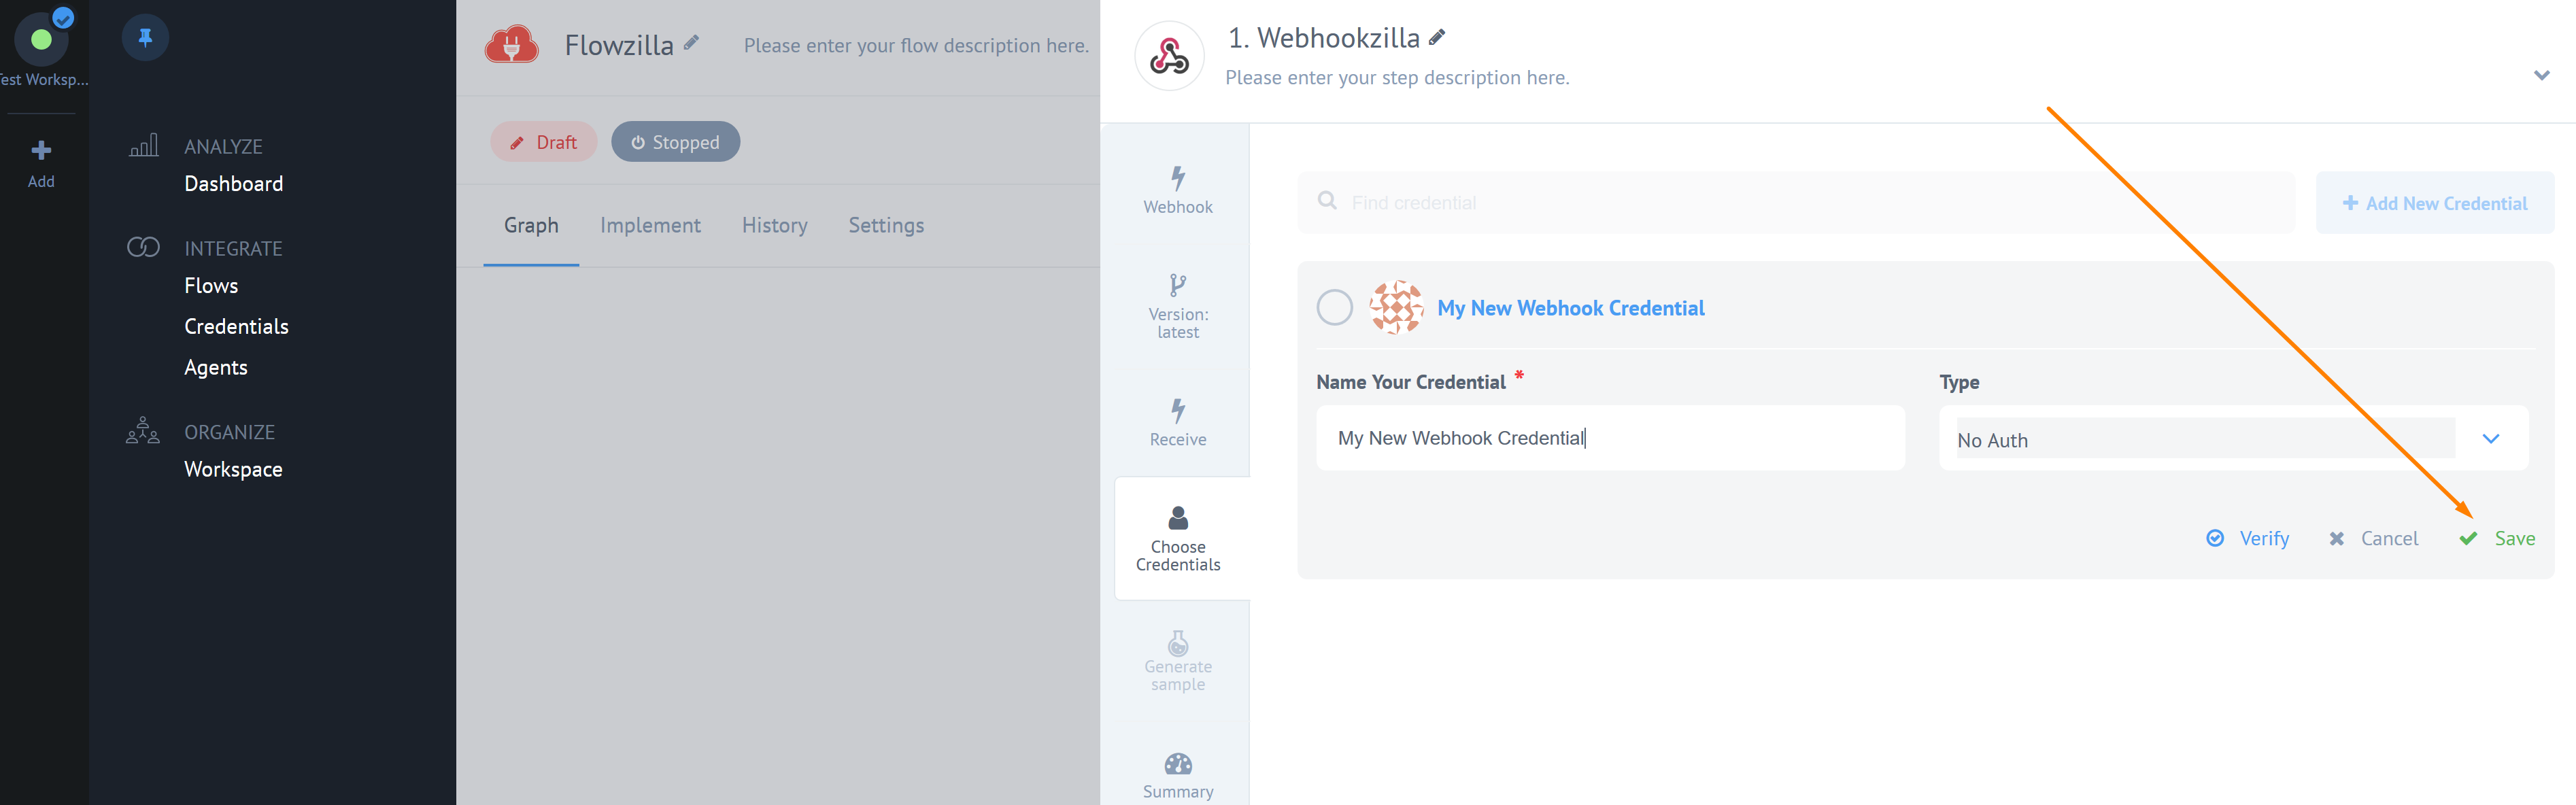 est Worksp...
Add
ANALYZE
Dashboard
INTEGRATE
Flows
Credentials
Agents
ORGANIZE
Workspace
Flowzilla
Please enter your flow description here.
Draft
Stopped
Graph
Implement
History
Settings
1. Webhookzilla
Please enter your step description here.
Webhook
Version:
latest
Receive
Choose
Credentials
Generate
sample
Summary
Find credential
Add New Credential
My New Webhook Credential
Name Your Credential *
Type
My New Webhook Credential
No Auth
Verify
Cancel
Save